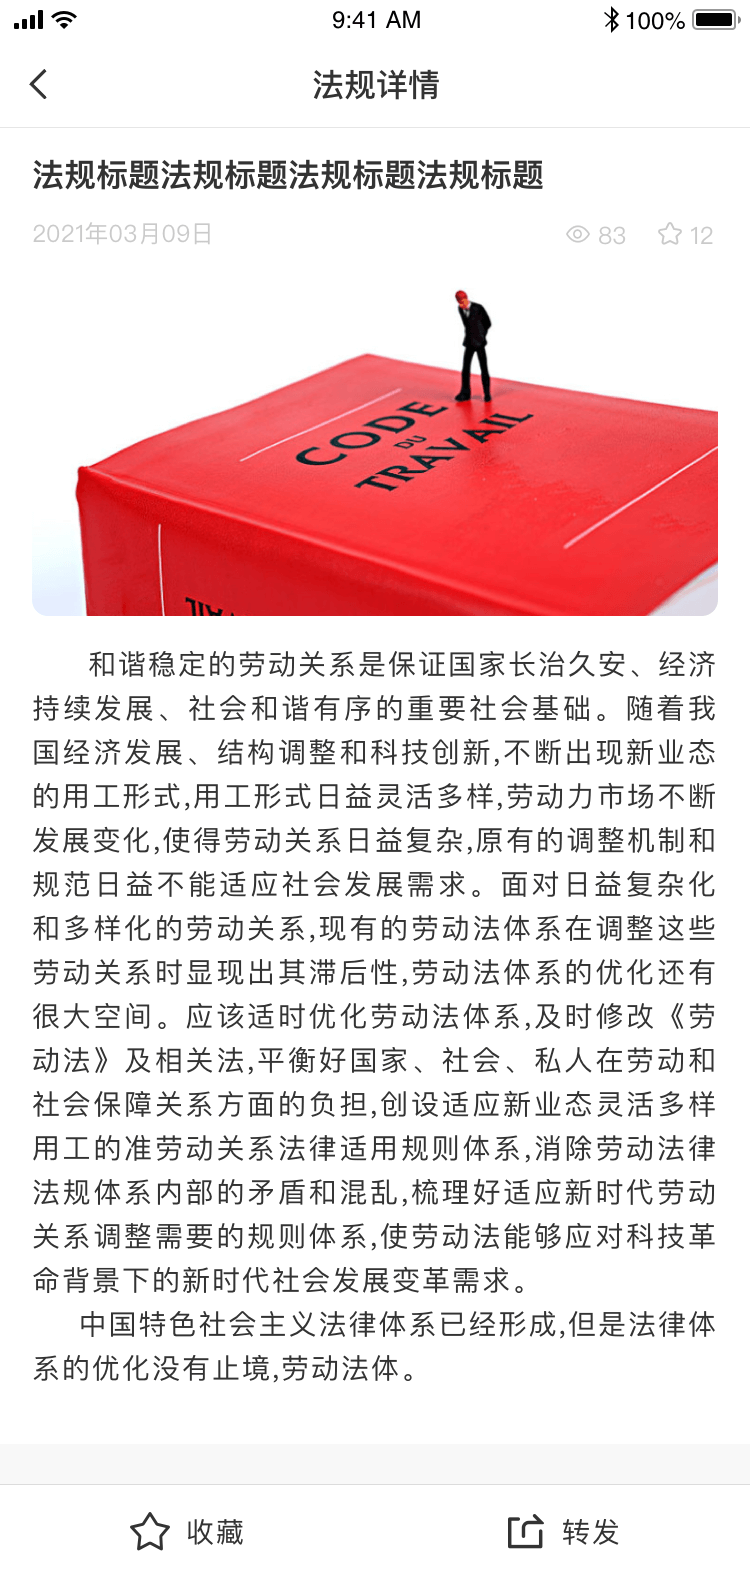 9:41 AM
100%
法规详情
法规标题法规标题法规标题法规标题
2021年03月09日
83
12
CODE
DU
TRAVAIL
和谐稳定的劳动关系是保证国家长治久安、经济
持续发展、社会和谐有序的重要社会基础。随着我
国经济发展、结构调整和科技创新,不断出现新业态
的用工形式,用工形式日益灵活多样,劳动力市场不断
发展变化,使得劳动关系日益复杂,原有的调整机制和
规范日益不能适应社会发展需求。面对日益复杂化
和多样化的劳动关系,现有的劳动法体系在调整这些
劳动关系时显现出其滞后性,劳动法体系的优化还有
很大空间。应该适时优化劳动法体系,及时修改《劳
动法》及相关法,平衡好国家、社会、私人在劳动和
社会保障关系方面的负担,创设适应新业态灵活多样
用工的准劳动关系法律适用规则体系,消除劳动法律
法规体系内部的矛盾和混乱,梳理好适应新时代劳动
关系调整需要的规则体系,使劳动法能够应对科技革
命背景下的新时代社会发展变革需求。
中国特色社会主义法律体系已经形成,但是法律体
系的优化没有止境,劳动法体。
收藏
转发